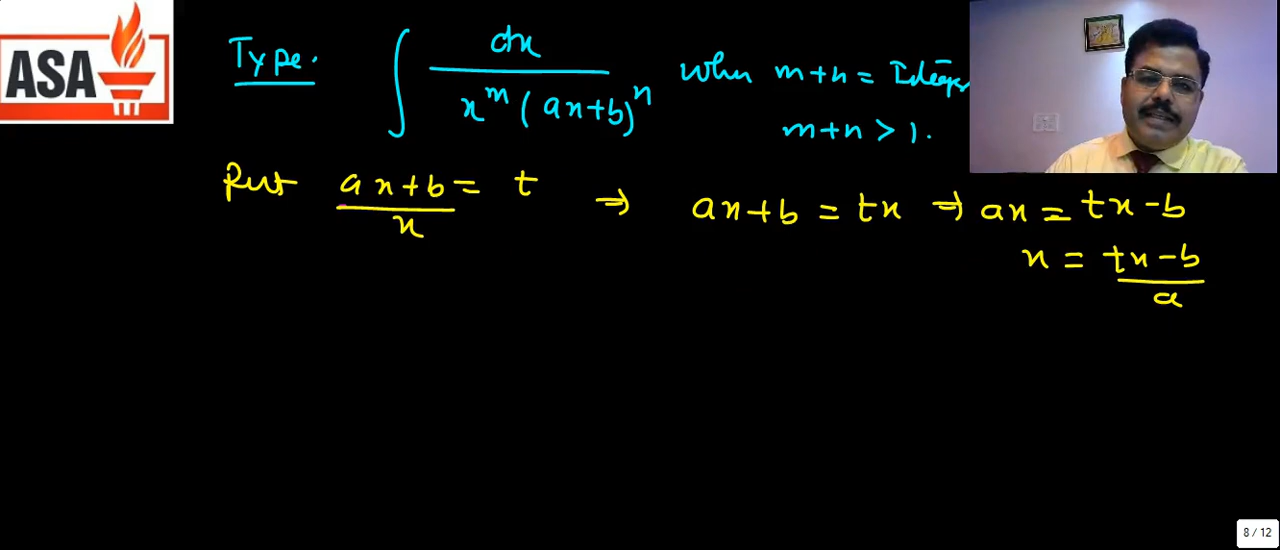 ASA
Type. ∫ dx / x^m (ax+b)^n when m+n = Integer
m+n > 1.
Put (ax+b)/x = t ⇒ ax+b = tx ⇒ ax = tx-b
x = (tx-b)/a
8 / 12